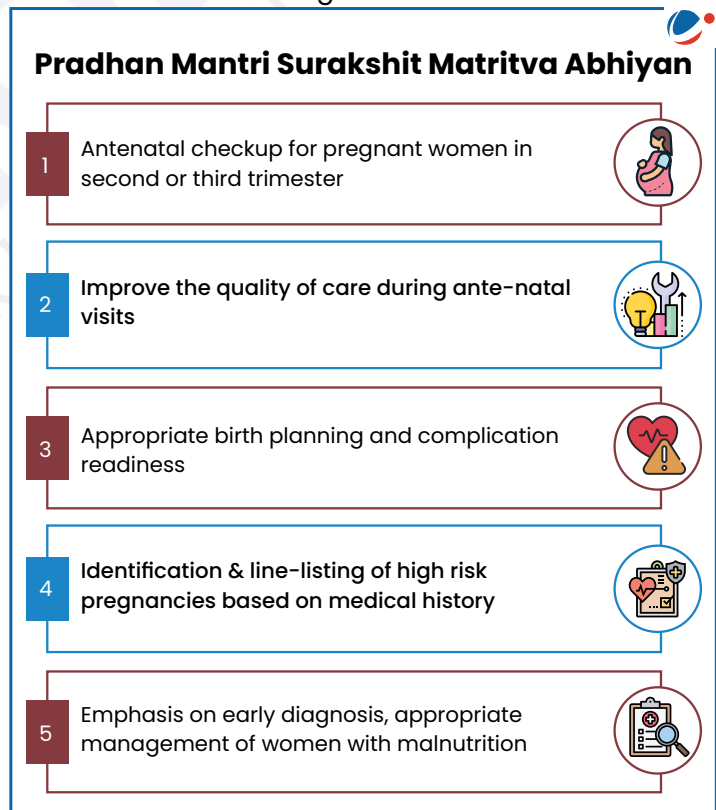 Pradhan Mantri Surakshit Matritva Abhiyan
1
Antenatal checkup for pregnant women in
second or third trimester
2
Improve the quality of care during ante-natal
visits
3
Appropriate birth planning and complication
readiness
4
Identification & line-listing of high risk
pregnancies based on medical history
5
Emphasis on early diagnosis, appropriate
management of women with malnutrition